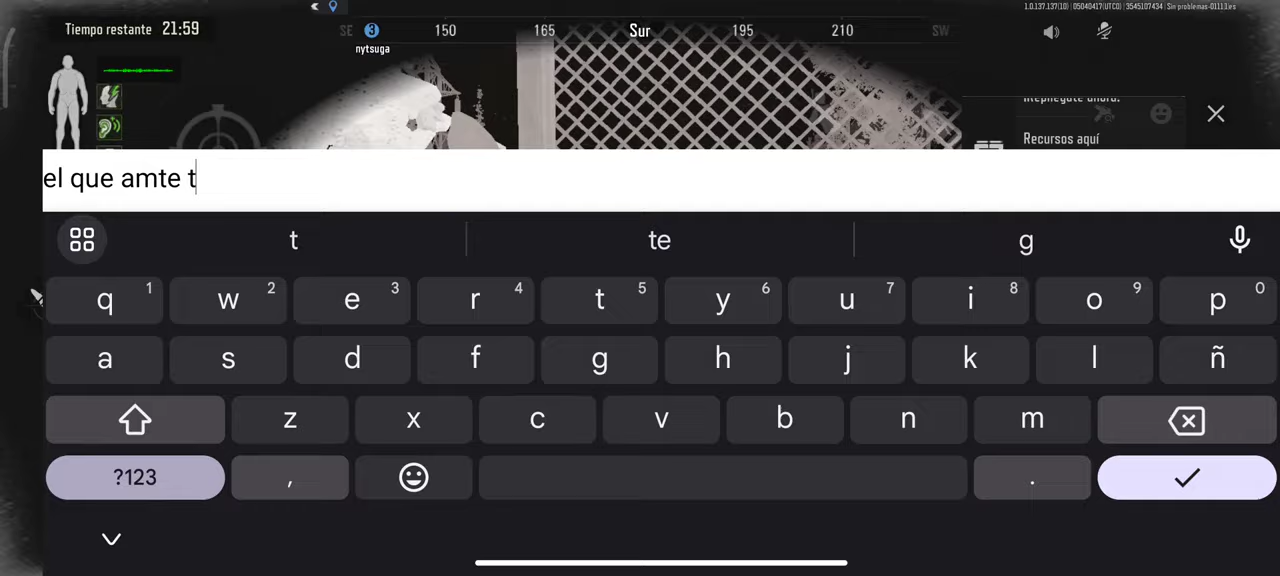 Tiempo restante 21:59
SE 3 150 165 Sur 195 210 SW
nytsuga
Recursos aquí
el que amte t
t te g
q 1 w 2 e 3 r 4 t 5 y 6 u 7 i 8 o 9 p 0
a s d f g h j k l ñ
z x c v b n m
?123 , .